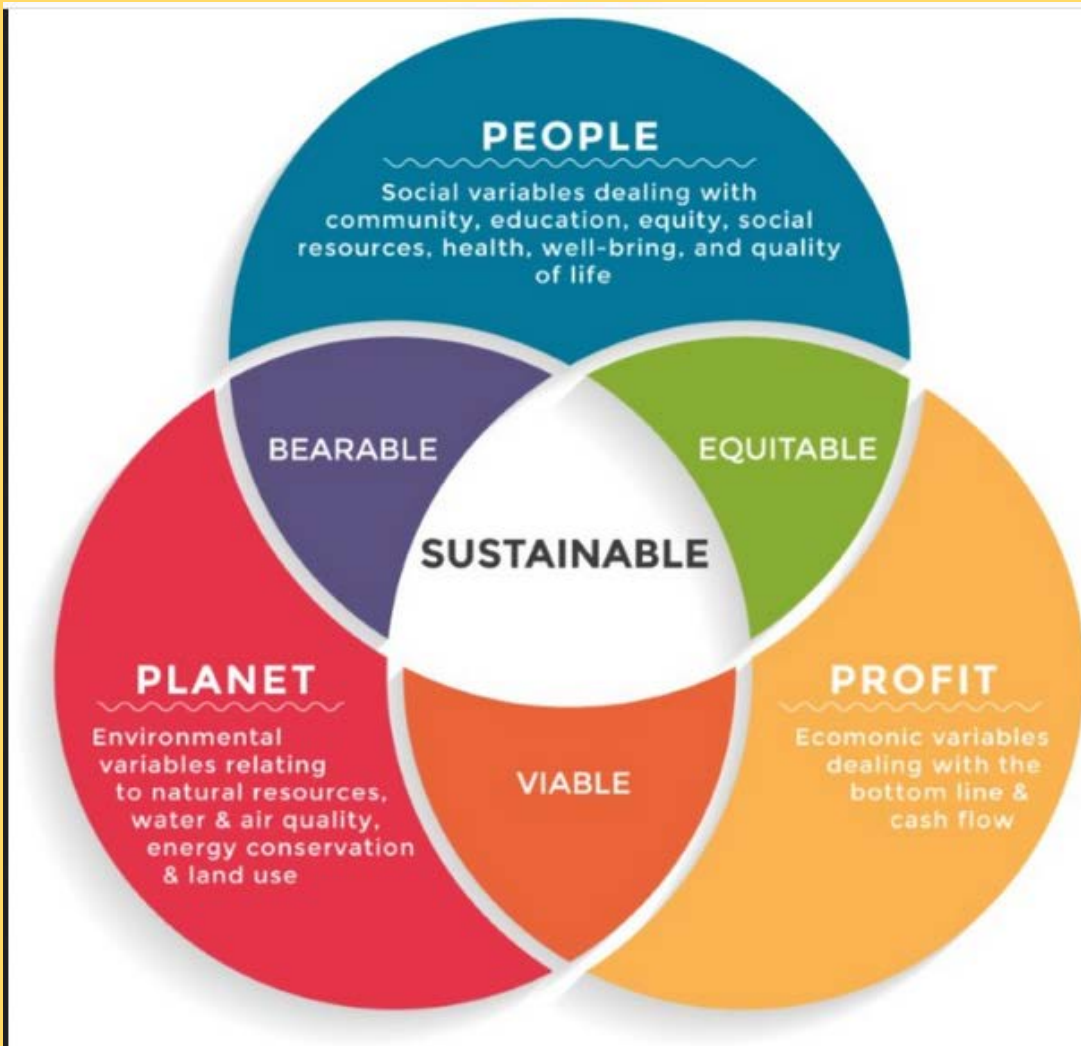 PEOPLE
Social variables dealing with
community, education, equity, social
resources, health, well-bring, and quality
of life
BEARABLE
EQUITABLE
SUSTAINABLE
PLANET
Environmental
variables relating
to natural resources,
water & air quality,
energy conservation
& land use
VIABLE
PROFIT
Ecomonic variables
dealing with the
bottom line &
cash flow